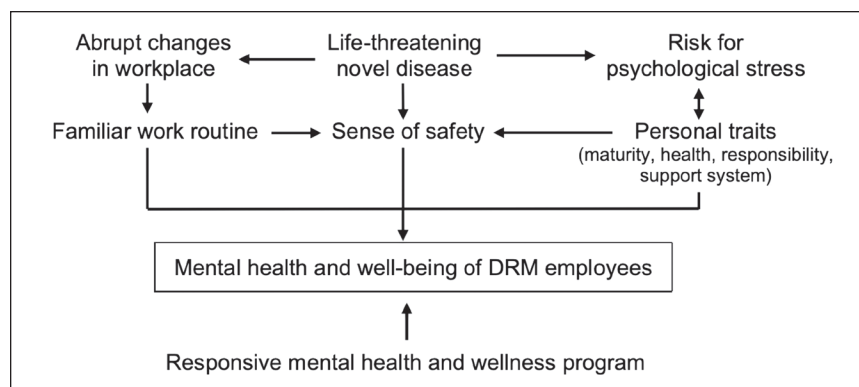 Abrupt changes
in workplace
Life-threatening
novel disease
Risk for
psychological stress
Familiar work routine
Sense of safety
Personal traits
(maturity, health, responsibility,
support system)
Mental health and well-being of DRM employees
Responsive mental health and wellness program